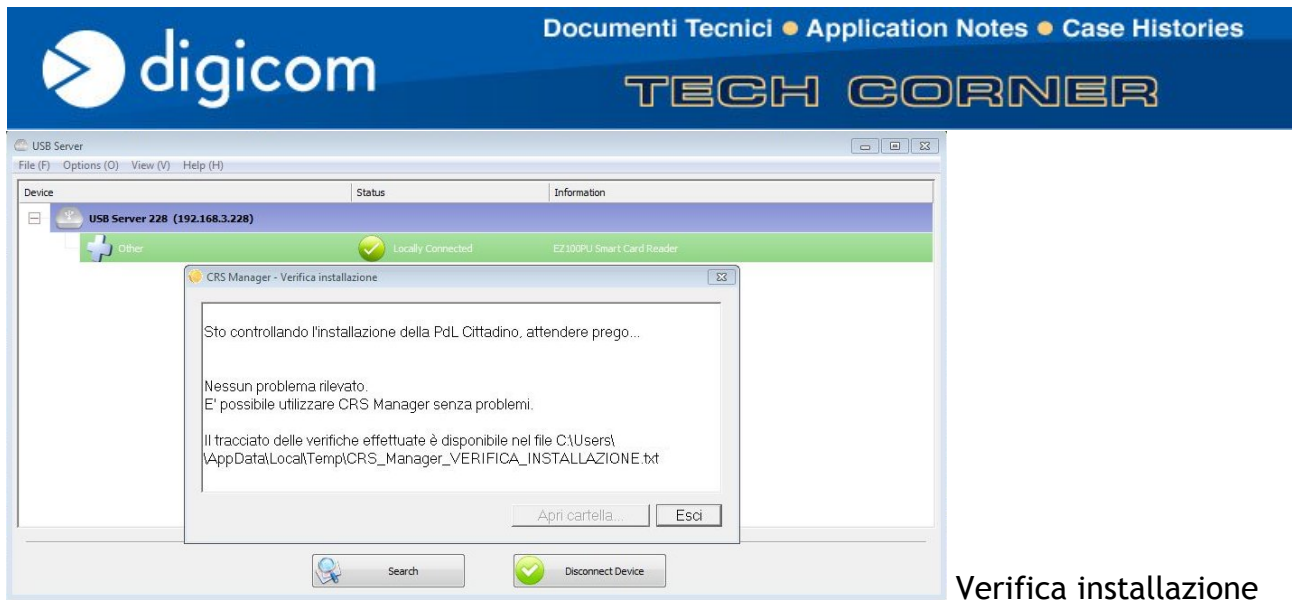 Documenti Tecnici • Application Notes • Case Histories
digicom
TECH CORNER
USB Server
File (F) Options (O) View (V) Help (H)
Device Status Information
USB Server 228 (192.168.3.228)
Other Locally Connected EZ100PU Smart Card Reader
CRS Manager - Verifica installazione
Sto controllando l'installazione della PdL Cittadino, attendere prego...
Nessun problema rilevato.
E' possibile utilizzare CRS Manager senza problemi.
Il tracciato delle verifiche effettuate è disponibile nel file C:\Users\
\AppData\Local\Temp\CRS_Manager_VERIFICA_INSTALLAZIONE.txt
Apri cartella... Esci
Search Disconnect Device
Verifica installazione